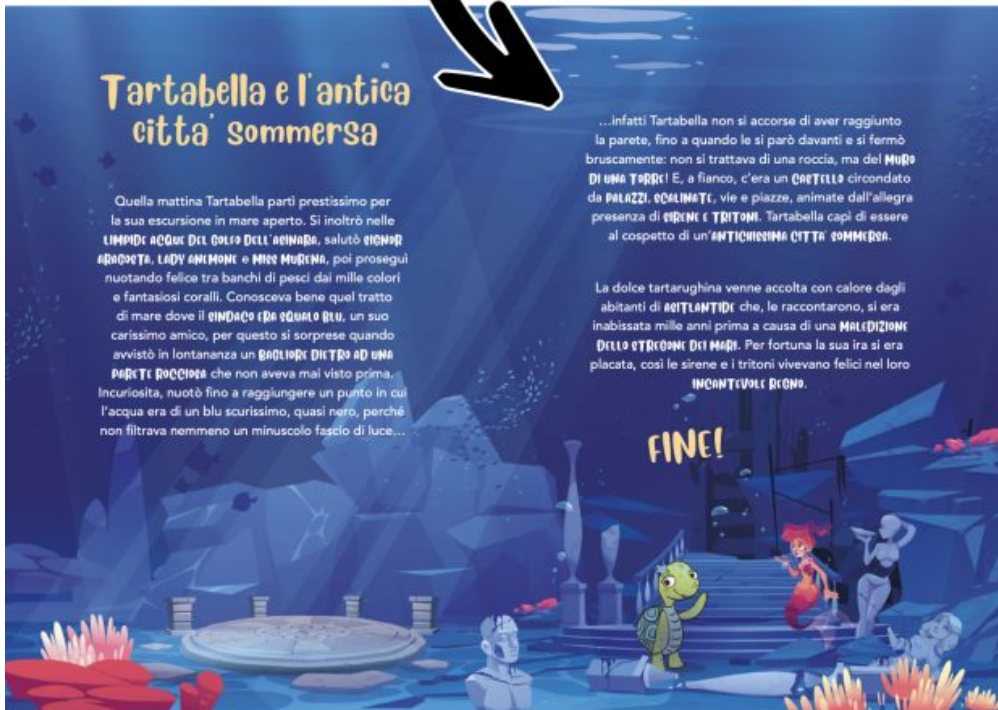 Tartabella e l'antica
citta' sommersa
Quella mattina Tartabella partì prestissimo per
la sua escursione in mare aperto. Si inoltrò nelle
LIMPIDE ACQUE DEL GOLFO DELL'ASINARA, salutò SIGNOR
ARAGOSTA, LADY ANEMONE e MISS MURENA, poi proseguì
nuotando felice tra banchi di pesci dai mille colori
e fantasiosi coralli. Conosceva bene quel tratto
di mare dove il SINDACO ERA SQUALO BLU, un suo
carissimo amico, per questo si sorprese quando
avvistò in lontananza un BAGLIORE DIETRO AD UNA
PARETE ROCCIOSA che non aveva mai visto prima.
Incuriosita, nuotò fino a raggiungere un punto in cui
l'acqua era di un blu scurissimo, quasi nero, perché
non filtrava nemmeno un minuscolo fascio di luce...
...infatti Tartabella non si accorse di aver raggiunto
la parete, fino a quando le si parò davanti e si fermò
bruscamente: non si trattava di una roccia, ma del MURO
DI UNA TORRE! E, a fianco, c'era un CASTELLO circondato
da PALAZZI, SCALINATE, vie e piazze, animate dall'allegra
presenza di SIRENE E TRITONI. Tartabella capì di essere
al cospetto di un'ANTICHISSIMA CITTA' SOMMERSA.
La dolce tartarughina venne accolta con calore dagli
abitanti di ASITLANTIDE che, le raccontarono, si era
inabissata mille anni prima a causa di una MALEDIZIONE
DELLO STREGONE DEI MARI. Per fortuna la sua ira si era
placata, così le sirene e i tritoni vivevano felici nel loro
INCANTEVOLE REGNO.
FINE!